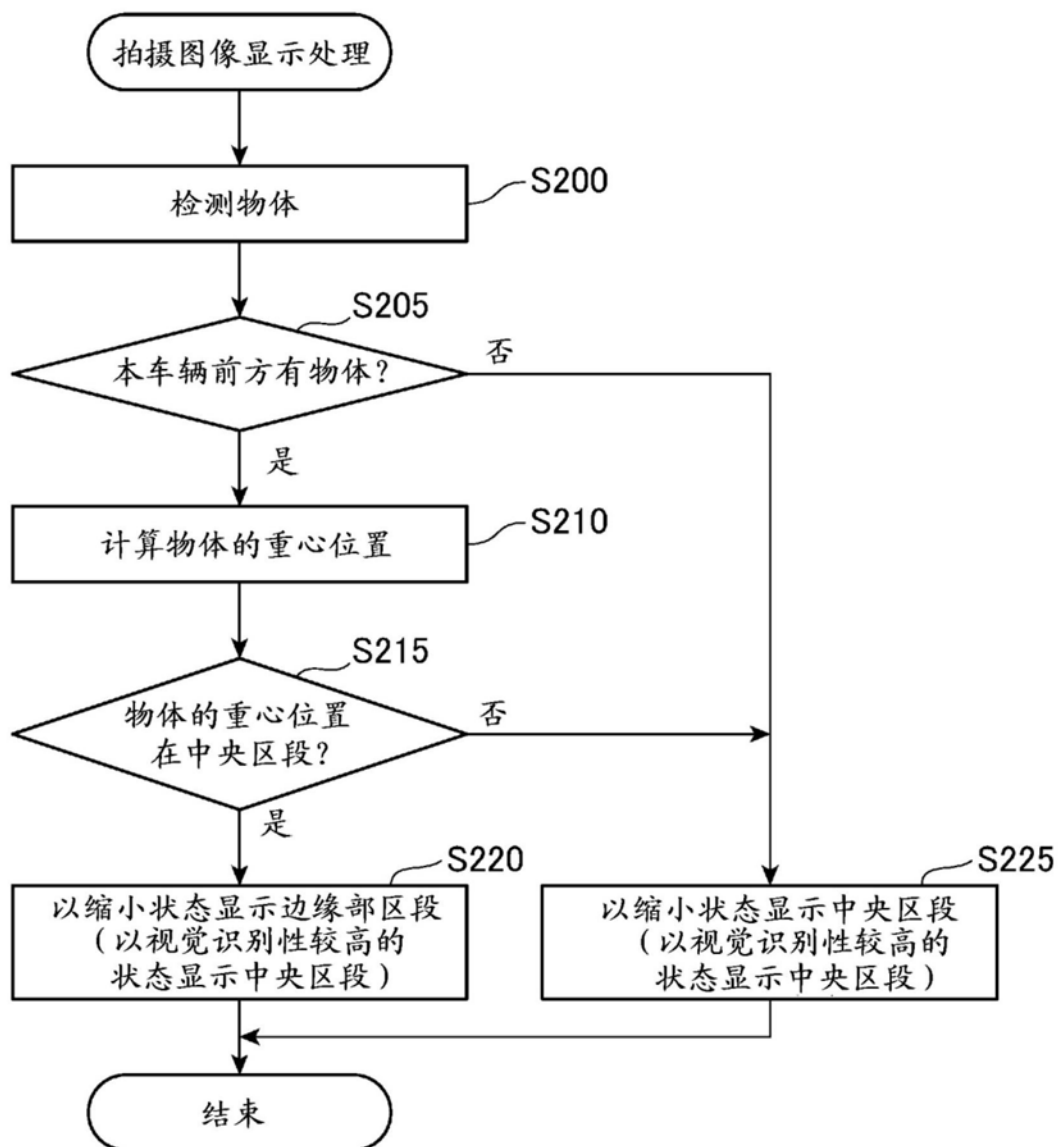 拍摄图像显示处理
S200
检测物体
S205
本车辆前方有物体?
否
是
S210
计算物体的重心位置
S215
物体的重心位置
在中央区段?
否
是
S220
以缩小状态显示边缘部区段
(以视觉识别性较高的
状态显示中央区段)
S225
以缩小状态显示中央区段
(以视觉识别性较高的
状态显示中央区段)
结束